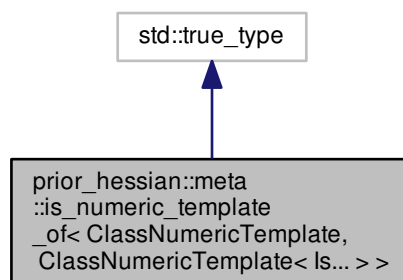 std::true_type
prior_hessian::meta
::is_numeric_template
_of< ClassNumericTemplate,
ClassNumericTemplate< Is... > >